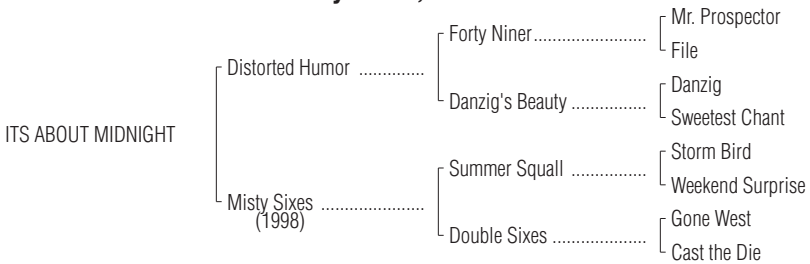 Mr. Prospector
Forty Niner..........................
File
Distorted Humor ...............
Danzig
Danzig's Beauty .................
Sweetest Chant
ITS ABOUT MIDNIGHT
Storm Bird
Summer Squall .................
Weekend Surprise
Misty Sixes .......................
(1998)
Gone West
Double Sixes .....................
Cast the Die